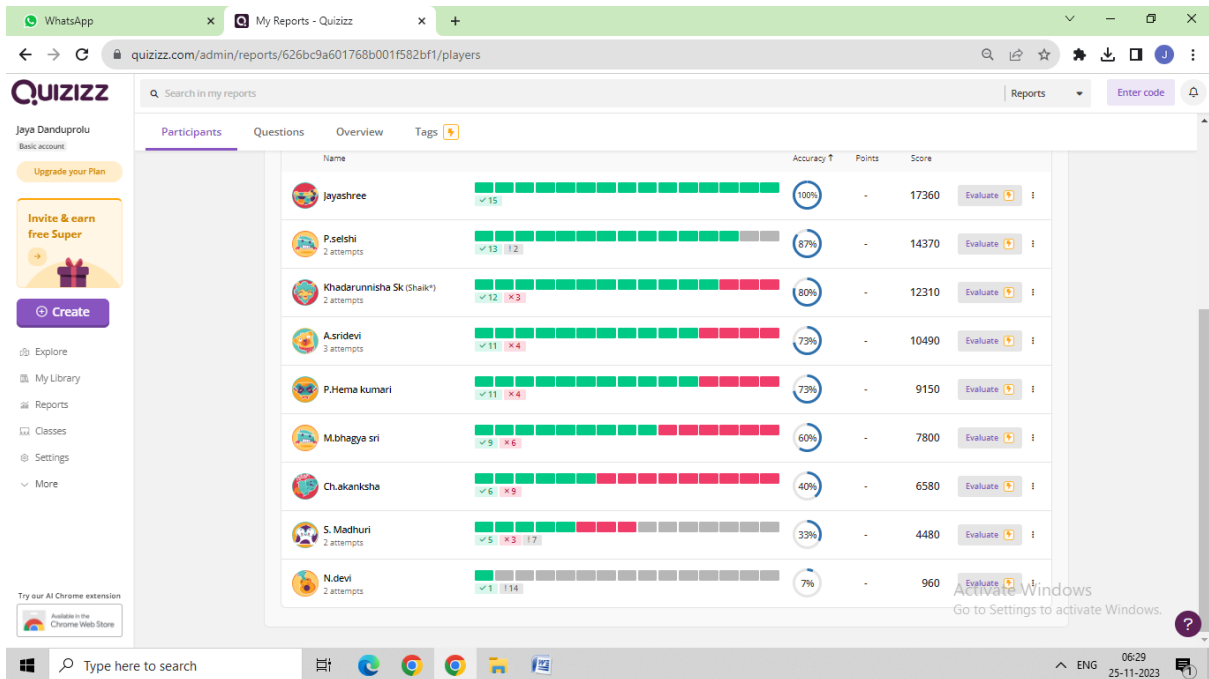 WhatsApp
My Reports - Quizizz
quizizz.com/admin/reports/626bc9a601768b001f582bf1/players
J
QUIZIZZ
Search in my reports
Reports
Enter code
Jaya Danduprolu
Basic account
Upgrade your Plan
Invite & earn
free Super
Create
Explore
My Library
Reports
Classes
Settings
More
Try our AI Chrome extension
Available in the
Chrome Web Store
Participants Questions Overview Tags
Name Accuracy Points Score
Jayashree 15 100% - 17360 Evaluate
P.selshi
2 attempts
13 !2 87% - 14370 Evaluate
Khadarunnisha Sk (Shaik*)
2 attempts
12 ×3 80% - 12310 Evaluate
A.sridevi
3 attempts
11 ×4 73% - 10490 Evaluate
P.Hema kumari 11 ×4 73% - 9150 Evaluate
M.bhagya sri 9 ×6 60% - 7800 Evaluate
Ch.akanksha 6 ×9 40% - 6580 Evaluate
S. Madhuri
2 attempts
5 ×3 !7 33% - 4480 Evaluate
N.devi
2 attempts
1 !14 7% - 960 Evaluate
Activate Windows
Go to Settings to activate Windows.
?
Type here to search
ENG
06:29
25-11-2023
1